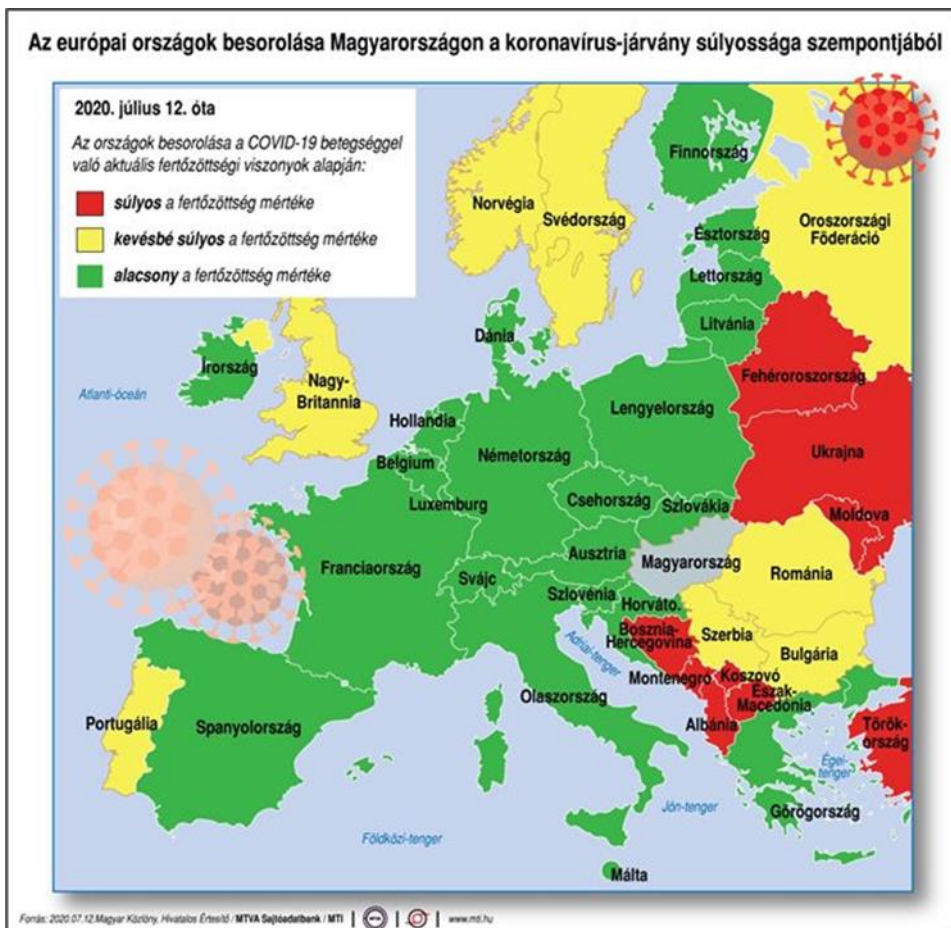 Az európai országok besorolása Magyarországon a koronavírus-járvány súlyossága szempontjából
2020. július 12. óta
Az országok besorolása a COVID-19 betegséggel
való aktuális fertőzöttségi viszonyok alapján:
súlyos a fertőzöttség mértéke
kevésbé súlyos a fertőzöttség mértéke
alacsony a fertőzöttség mértéke
Finnország
Norvégia
Svédország
Oroszországi
Föderáció
Észtország
Lettország
Litvánia
Dánia
Írország
Nagy-
Britannia
Atlanti-óceán
Fehéroroszország
Hollandia
Lengyelország
Belgium
Németország
Ukrajna
Luxemburg
Csehország
Szlovákia
Moldova
Ausztria
Magyarország
Franciaország
Svájc
Románia
Szlovénia
Horváto.
Bosznia-
Hercegovina
Szerbia
Adriai-tenger
Bulgária
Koszovó
Montenegró
Észak-
Macedónia
Olaszország
Portugália
Spanyolország
Albánia
Török-
ország
Égei-
tenger
Jón-tenger
Görögország
Földközi-tenger
Málta
Forrás: 2020.07.12.Magyar Közlöny, Hivatalos Értesítő / MTVA Sajtóadatbank / MTI
www.mti.hu